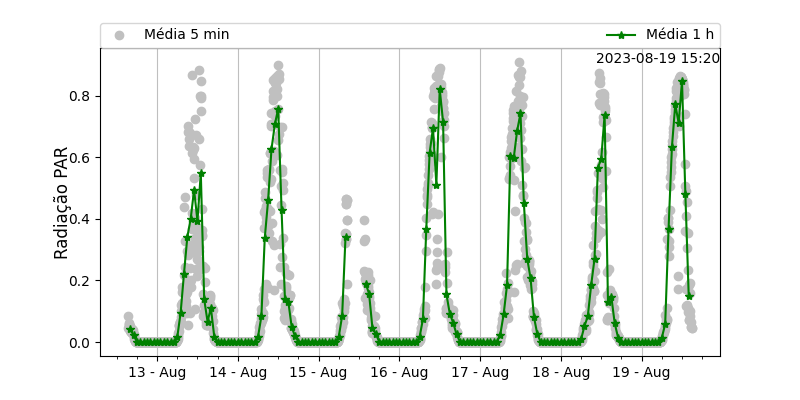 Média 5 min
Média 1 h
2023-08-19 15:20
Radiação PAR
0.8
0.6
0.4
0.2
0.0
13 - Aug
14 - Aug
15 - Aug
16 - Aug
17 - Aug
18 - Aug
19 - Aug